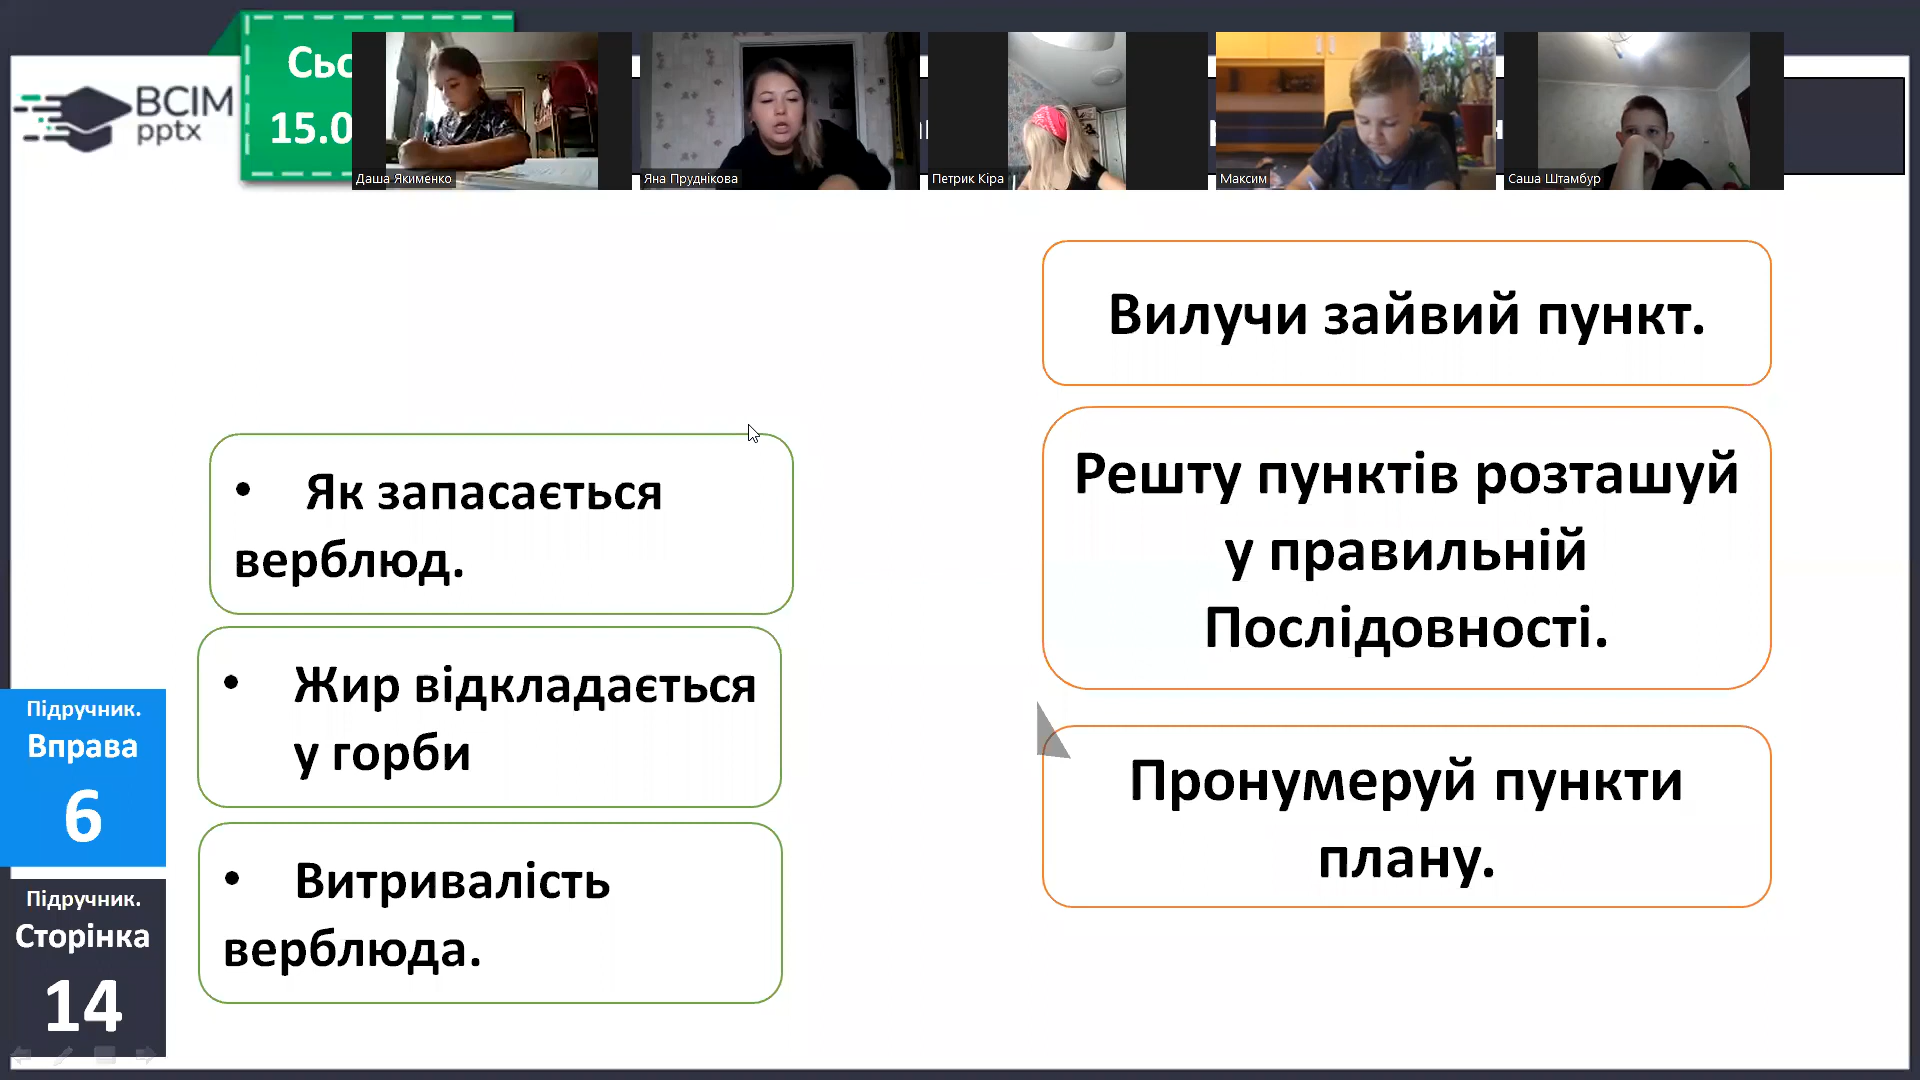 ВСІМ
pptx
Сьо
15.0
Даша Якименко
Яна Пруднікова
Петрик Кіра
Максим
Саша Штамбур
Вилучи зайвий пункт.
Решту пунктів розташуй
у правильній
Послідовності.
Пронумеруй пункти
плану.
• Як запасається
верблюд.
• Жир відкладається
у горби
• Витривалість
верблюда.
Підручник.
Вправа
6
Підручник.
Сторінка
14